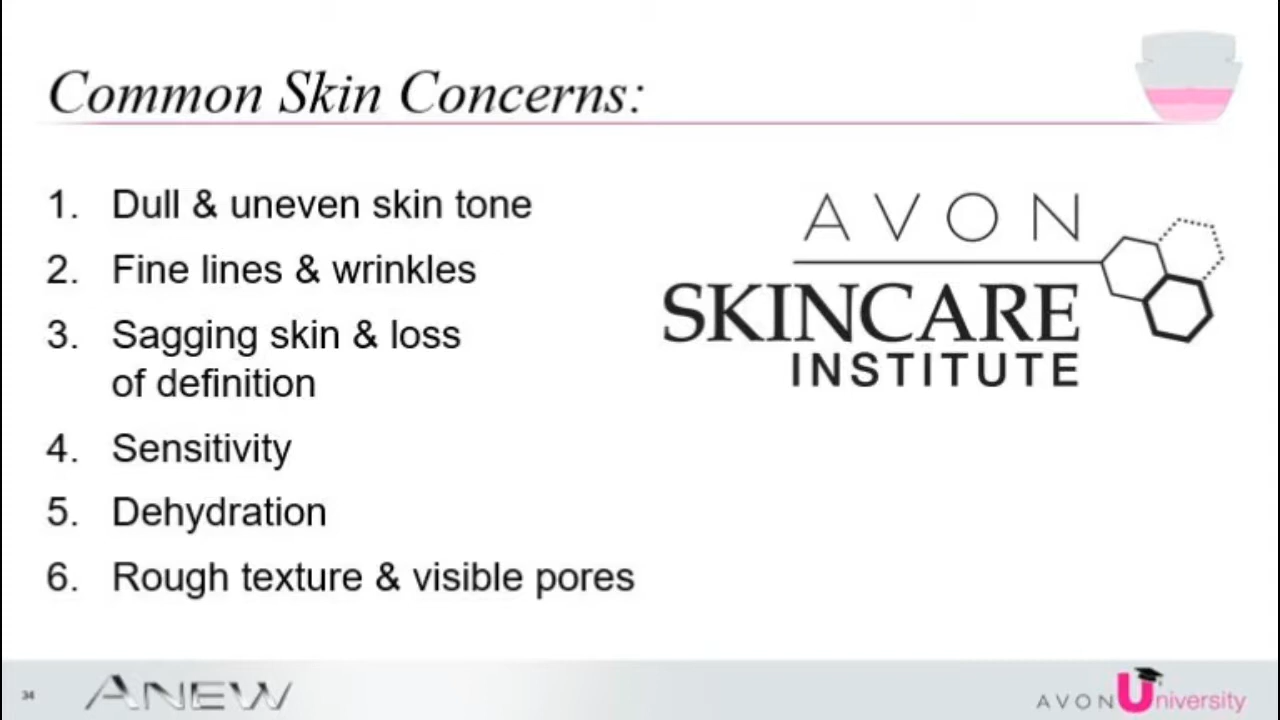 Common Skin Concerns:
1. Dull & uneven skin tone
2. Fine lines & wrinkles
3. Sagging skin & loss
of definition
4. Sensitivity
5. Dehydration
6. Rough texture & visible pores
AVON
SKINCARE
INSTITUTE
34
ANEW
AVON University